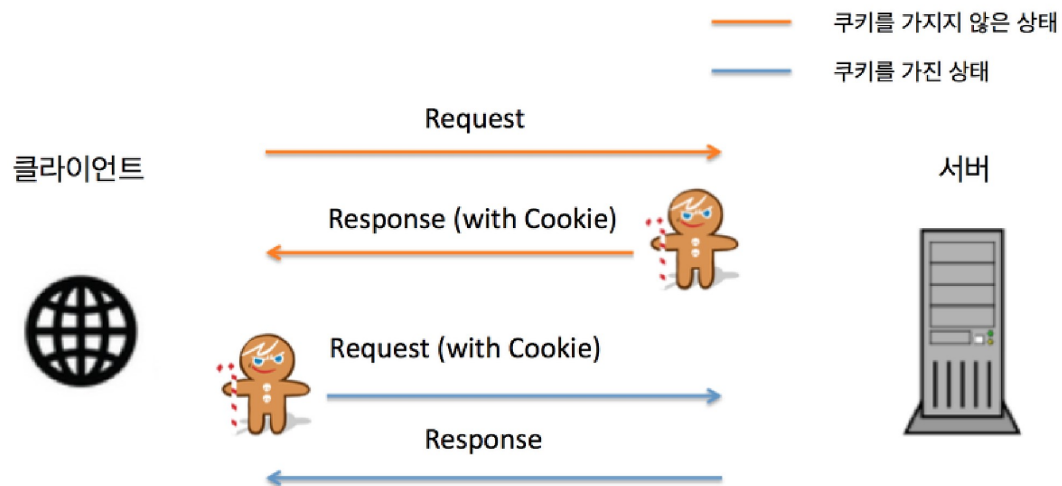 쿠키를 가지지 않은 상태
쿠키를 가진 상태
Request
클라이언트
서버
Response (with Cookie)
Request (with Cookie)
Response